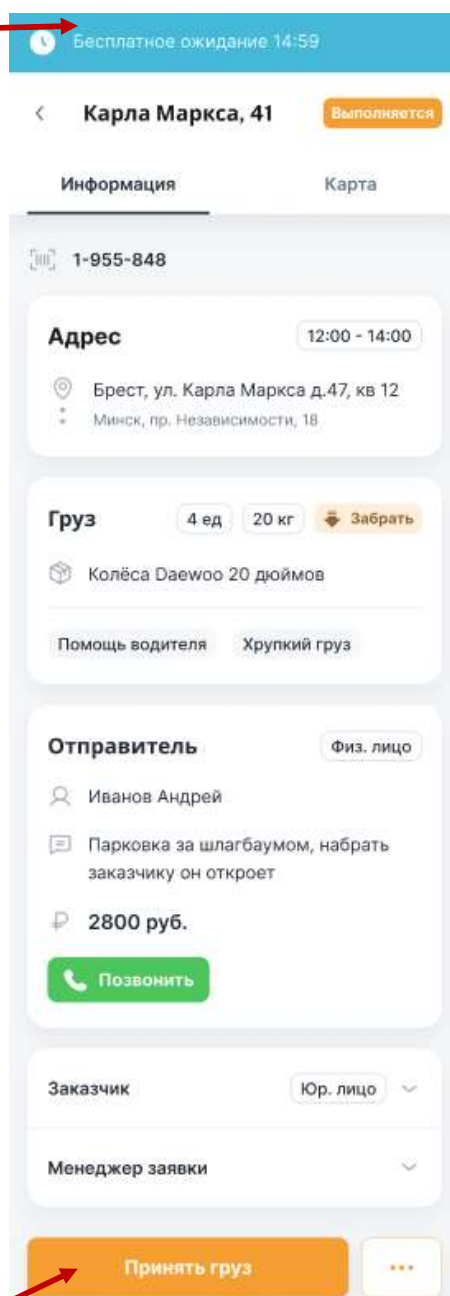 Бесплатное ожидание 14:59
Карла Маркса, 41
Выполняется
Информация
Карта
1-955-848
Адрес
12:00 - 14:00
Брест, ул. Карла Маркса д.47, кв 12
Минск, пр. Независимости, 18
Груз
4 ед
20 кг
Забрать
Колёса Daewoo 20 дюймов
Помощь водителя
Хрупкий груз
Отправитель
Физ. лицо
Иванов Андрей
Парковка за шлагбаумом, набрать
заказчику он откроет
₽ 2800 руб.
Позвонить
Заказчик
Юр. лицо
Менеджер заявки
Принять груз